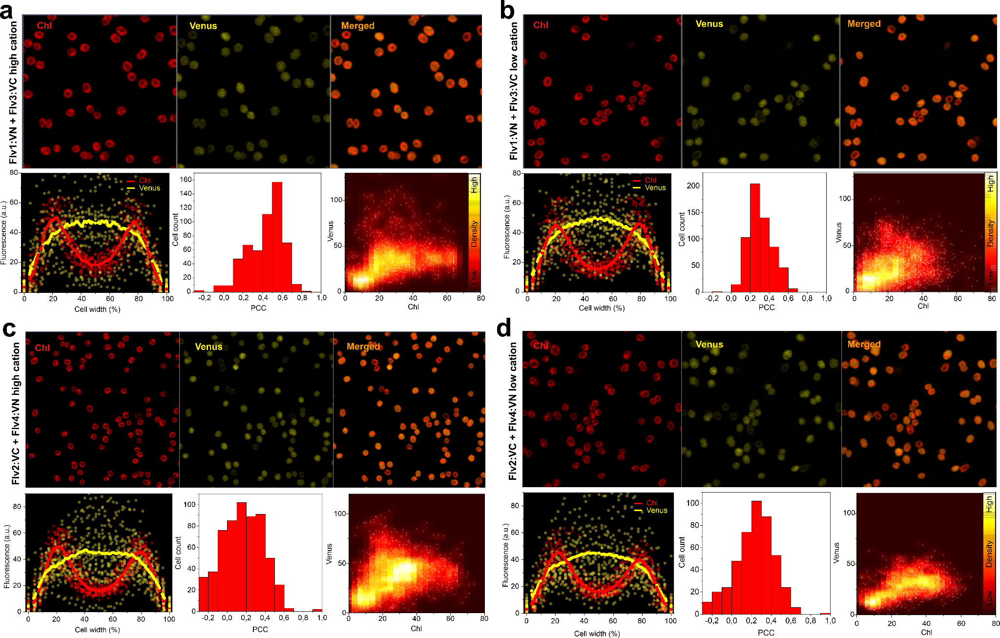 a
Flv1:VN + Flv3:VC high cation
Chl
Venus
Merged
Fluorescence (a.u.)
80
60
40
20
0
Chl
Venus
0 20 40 60 80 100
Cell width (%)
Cell count
160
140
120
100
80
60
40
20
0
-0,2 0,0 0,2 0,4 0,6 0,8 1,0
PCC
Venus
100
50
0
0 20 40 60 80
Chl
High
Density
Low
b
Flv1:VN + Flv3:VC low cation
Chl
Venus
Merged
Fluorescence (a.u.)
80
60
40
20
0
Chl
Venus
0 20 40 60 80 100
Cell width (%)
Cell count
200
150
100
50
0
-0,2 0,0 0,2 0,4 0,6 0,8 1,0
PCC
Venus
100
50
0
0 20 40 60 80
Chl
High
Density
Low
c
Flv2:VC + Flv4:VN high cation
Chl
Venus
Merged
Fluorescence (a.u.)
80
60
40
20
0
0 20 40 60 80 100
Cell width (%)
Cell count
100
80
60
40
20
0
-0,2 0,0 0,2 0,4 0,6 0,8 1,0
PCC
Venus
100
50
0
0 20 40 60 80
Chl
d
Flv2:VC + Flv4:VN low cation
Chl
Venus
Merged
Fluorescence (a.u.)
80
60
40
20
0
Chl
Venus
0 20 40 60 80 100
Cell width (%)
Cell ount
100
80
60
40
20
0
-0,2 0,0 0,2 0,4 0,6 0,8 1,0
PCC
Venus
100
50
0
0 20 40 60 80
Chl
High
Density
Low